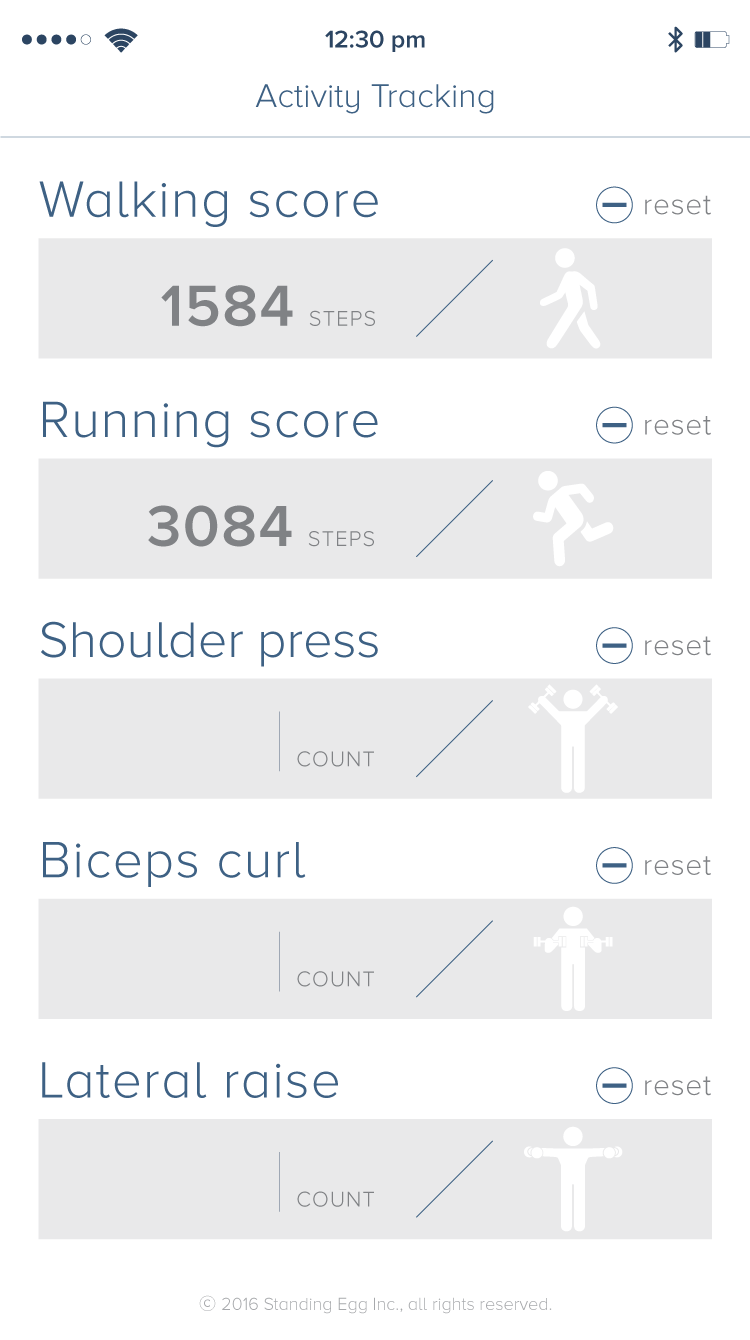 12:30 pm
Activity Tracking
Walking score
reset
1584 STEPS
Running score
reset
3084 STEPS
Shoulder press
reset
COUNT
Biceps curl
reset
COUNT
Lateral raise
reset
COUNT
© 2016 Standing Egg Inc., all rights reserved.